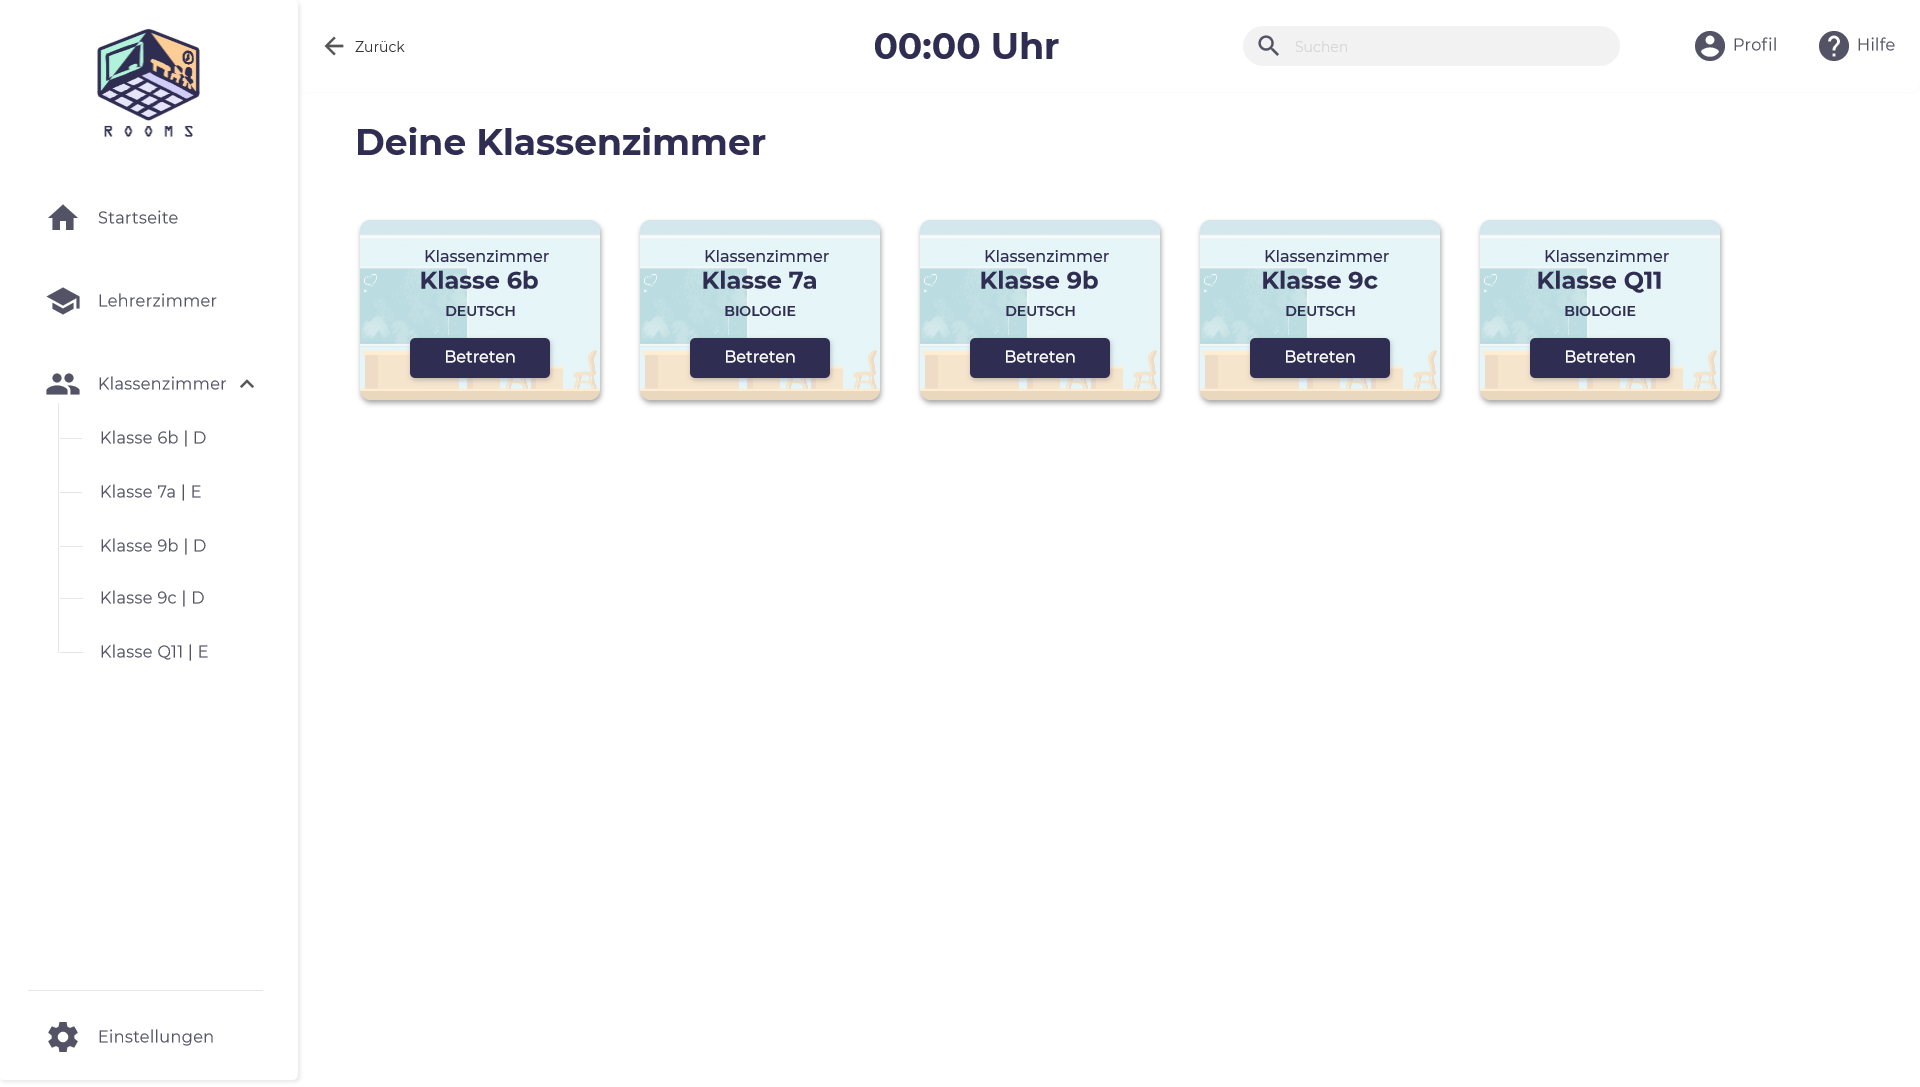 ROOMS
Startseite
Lehrerzimmer
Klassenzimmer
Klasse 6b | D
Klasse 7a | E
Klasse 9b | D
Klasse 9c | D
Klasse Q11 | E
Einstellungen
Zurück
00:00 Uhr
Suchen
Profil
Hilfe
Deine Klassenzimmer
Klassenzimmer
Klasse 6b
DEUTSCH
Betreten
Klassenzimmer
Klasse 7a
BIOLOGIE
Betreten
Klassenzimmer
Klasse 9b
DEUTSCH
Betreten
Klassenzimmer
Klasse 9c
DEUTSCH
Betreten
Klassenzimmer
Klasse Q11
BIOLOGIE
Betreten